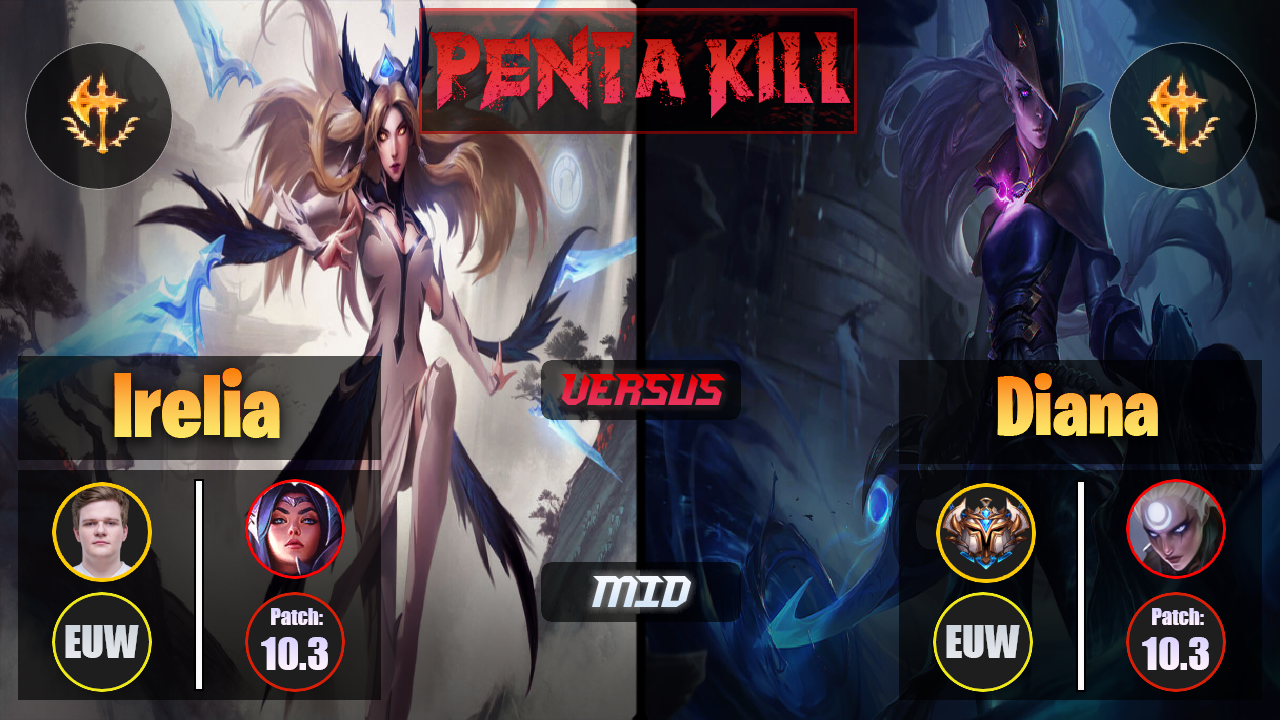 PENTA KILL
Irelia
VERSUS
Diana
EUW
Patch:
10.3
MID
EUW
Patch:
10.3